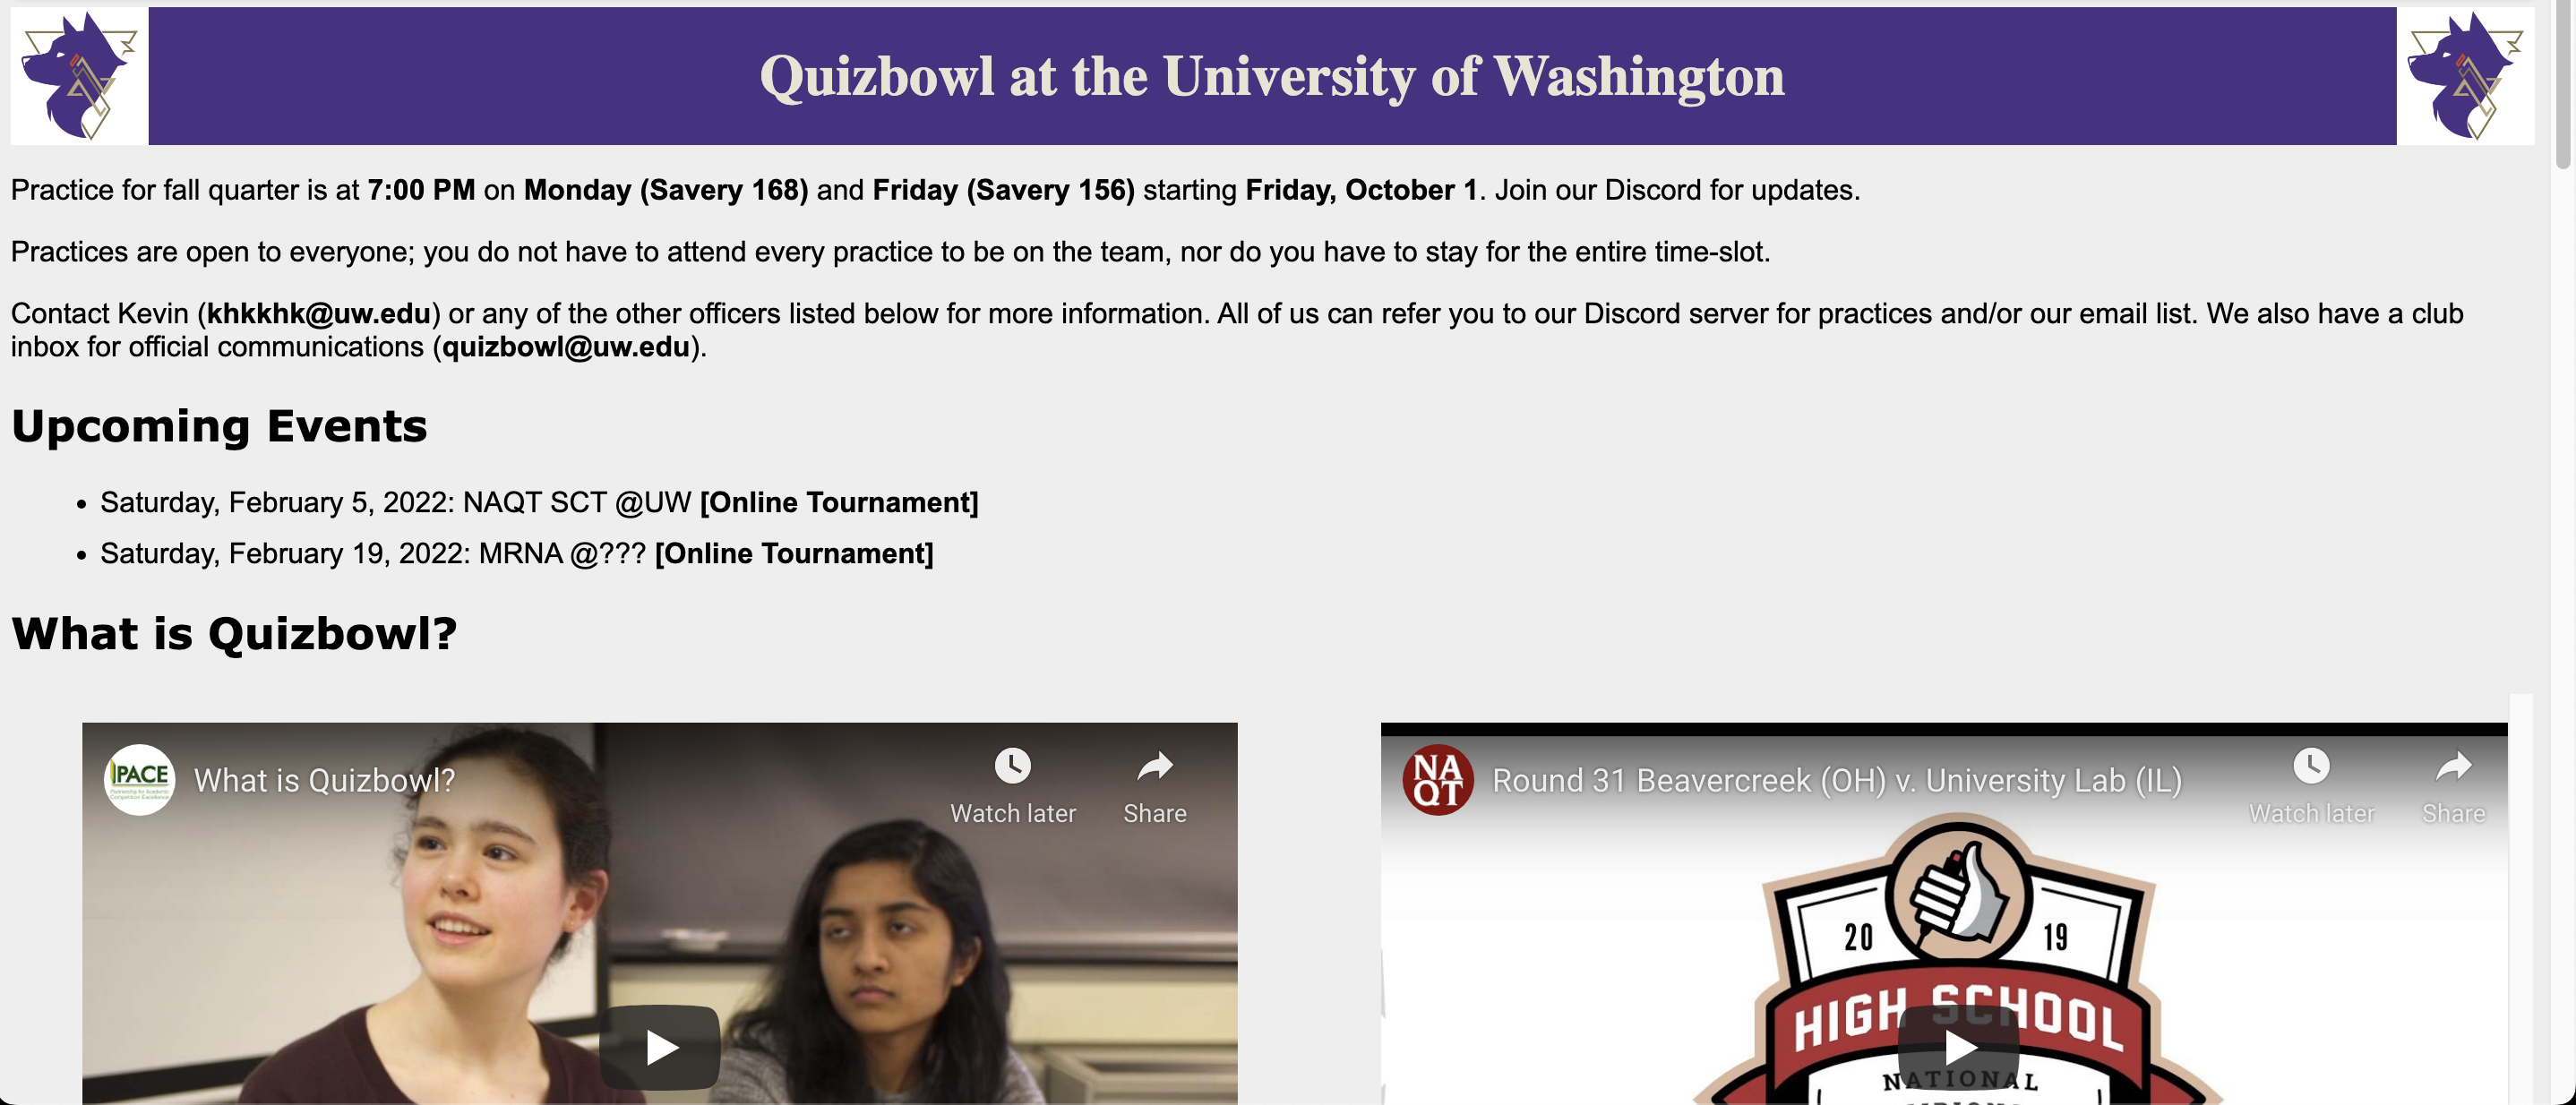 Quizbowl at the University of Washington
Practice for fall quarter is at 7:00 PM on Monday (Savery 168) and Friday (Savery 156) starting Friday, October 1. Join our Discord for updates.
Practices are open to everyone; you do not have to attend every practice to be on the team, nor do you have to stay for the entire time-slot.
Contact Kevin (khkkhk@uw.edu) or any of the other officers listed below for more information. All of us can refer you to our Discord server for practices and/or our email list. We also have a club
inbox for official communications (quizbowl@uw.edu).
Upcoming Events
• Saturday, February 5, 2022: NAQT SCT @UW [Online Tournament]
• Saturday, February 19, 2022: MRNA @??? [Online Tournament]
What is Quizbowl?
PACE
What is Quizbowl?
Watch later
Share
NA
QT
Round 31 Beavercreek (OH) v. University Lab (IL)
Watch later
Share
20 19
HIGH SCHOOL
NATIONAL